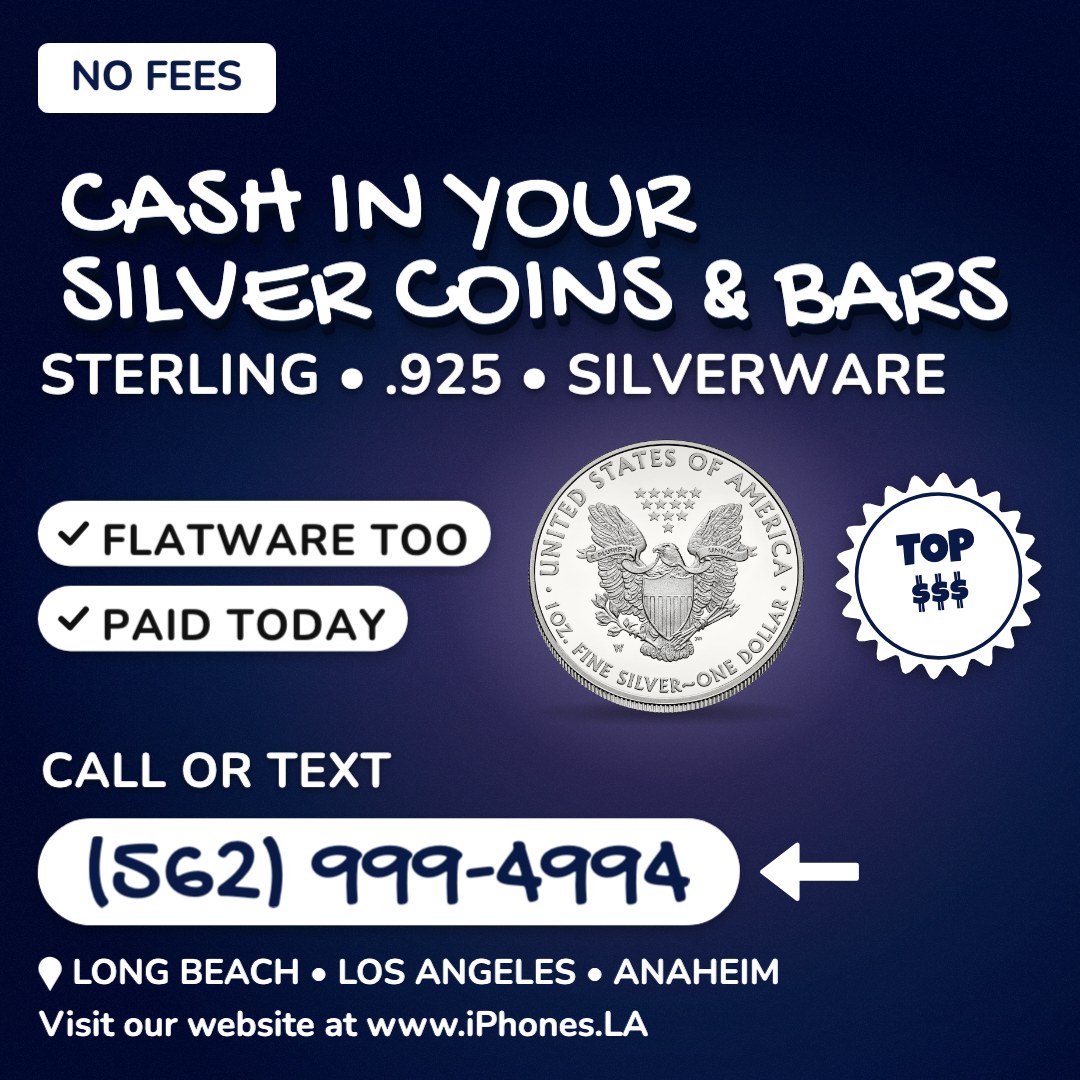 NO FEES
CASH IN YOUR
SILVER COINS & BARS
STERLING • .925 • SILVERWARE
✓ FLATWARE TOO
✓ PAID TODAY
UNITED STATES OF AMERICA
UNUM
W
1 OZ. FINE SILVER~ONE DOLLAR
TOP
$$$
CALL OR TEXT
(562) 999-4994
LONG BEACH • LOS ANGELES • ANAHEIM
Visit our website at www.iPhones.LA